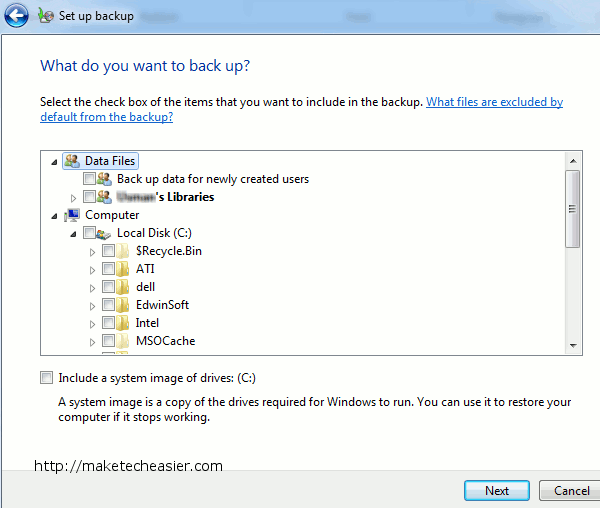 Set up backup
What do you want to back up?
Select the check box of the items that you want to include in the backup. What files are excluded by
default from the backup?
Data Files
Back up data for newly created users
's Libraries
Computer
Local Disk (C:)
$Recycle.Bin
ATI
dell
EdwinSoft
Intel
MSOCache
Include a system image of drives: (C:)
A system image is a copy of the drives required for Windows to run. You can use it to restore your
computer if it stops working.
http://maketecheasier.com
Next
Cancel